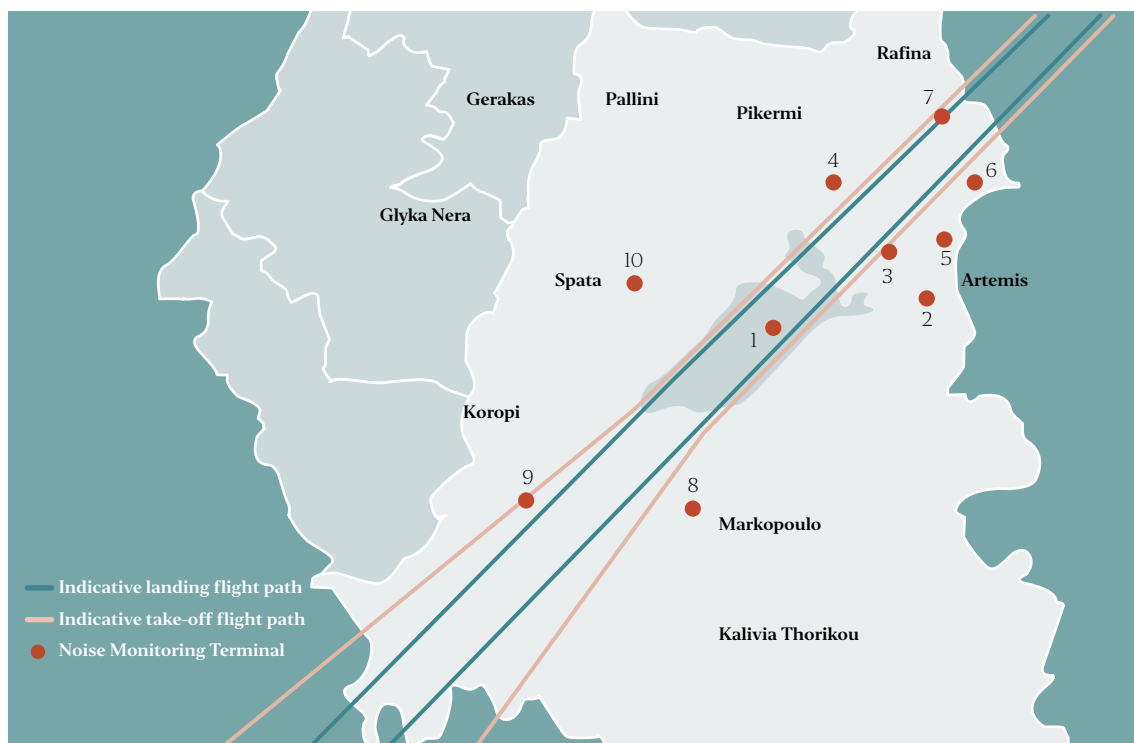 Rafina
Gerakas
Pallini
7
Pikermi
4
6
Glyka Nera
5
10
3
Spata
Artemis
2
1
Koropi
9
8
Markopoulo
Indicative landing flight path
Indicative take-off flight path
Kalivia Thorikou
Noise Monitoring Terminal